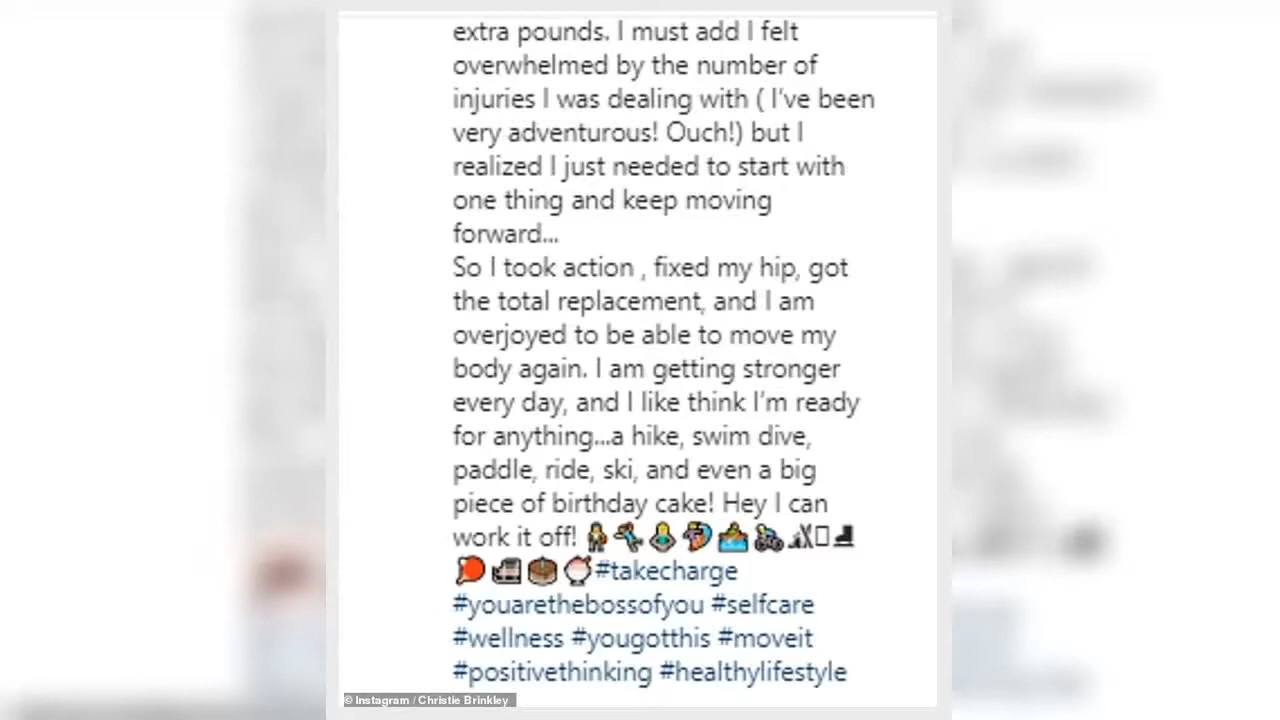 extra pounds. I must add I felt
overwhelmed by the number of
injuries I was dealing with ( I've been
very adventurous! Ouch!) but I
realized I just needed to start with
one thing and keep moving
forward...
So I took action , fixed my hip, got
the total replacement, and I am
overjoyed to be able to move my
body again. I am getting stronger
every day, and I like think I'm ready
for anything...a hike, swim dive,
paddle, ride, ski, and even a big
piece of birthday cake! Hey I can
work it off!
#takecharge
#youarethebossofyou #selfcare
#wellness #yougotthis #moveit
#positivethinking #healthylifestyle
© Instagram / Christie Brinkley